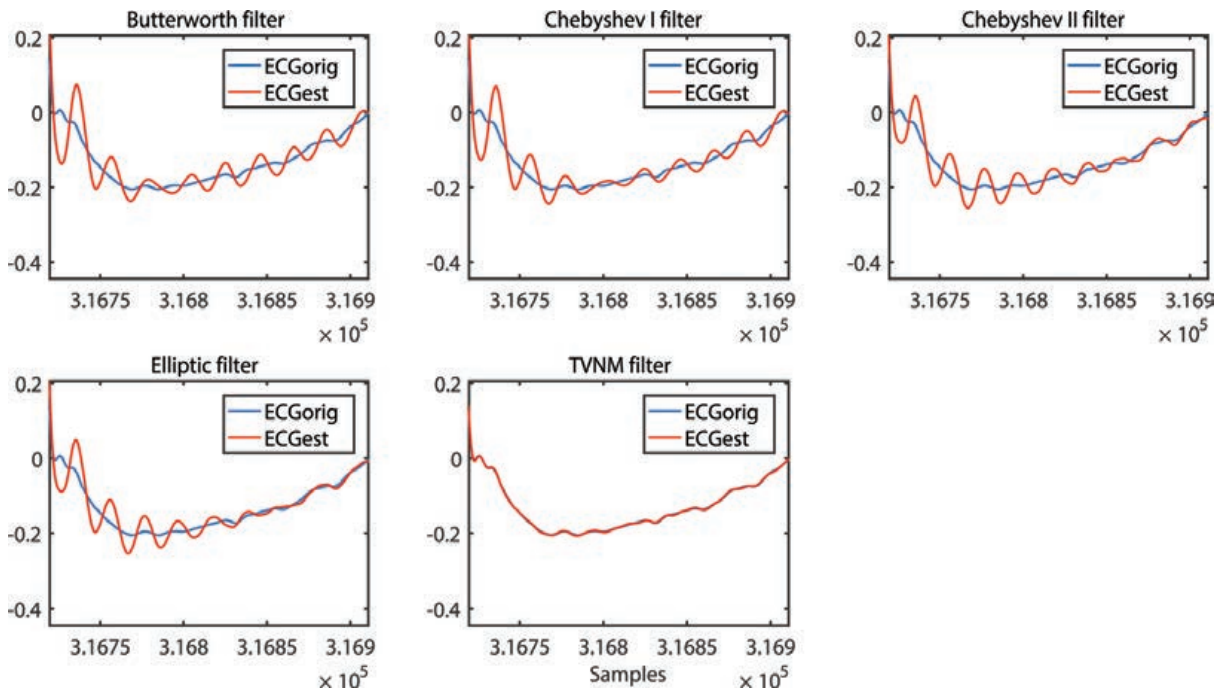 Butterworth filter
0.2
0
-0.2
-0.4
ECGorig
ECGest
3.1675 3.168 3.1685 3.169
× 10^5
Chebyshev I filter
0.2
0
-0.2
-0.4
ECGorig
ECGest
3.1675 3.168 3.1685 3.169
× 10^5
Chebyshev II filter
0.2
0
-0.2
-0.4
ECGorig
ECGest
3.1675 3.168 3.1685 3.169
× 10^5
Elliptic filter
0.2
0
-0.2
-0.4
ECGorig
ECGest
3.1675 3.168 3.1685 3.169
× 10^5
TVNM filter
0.2
0
-0.2
-0.4
ECGorig
ECGest
3.1675 3.168 3.1685 3.169
Samples
× 10^5